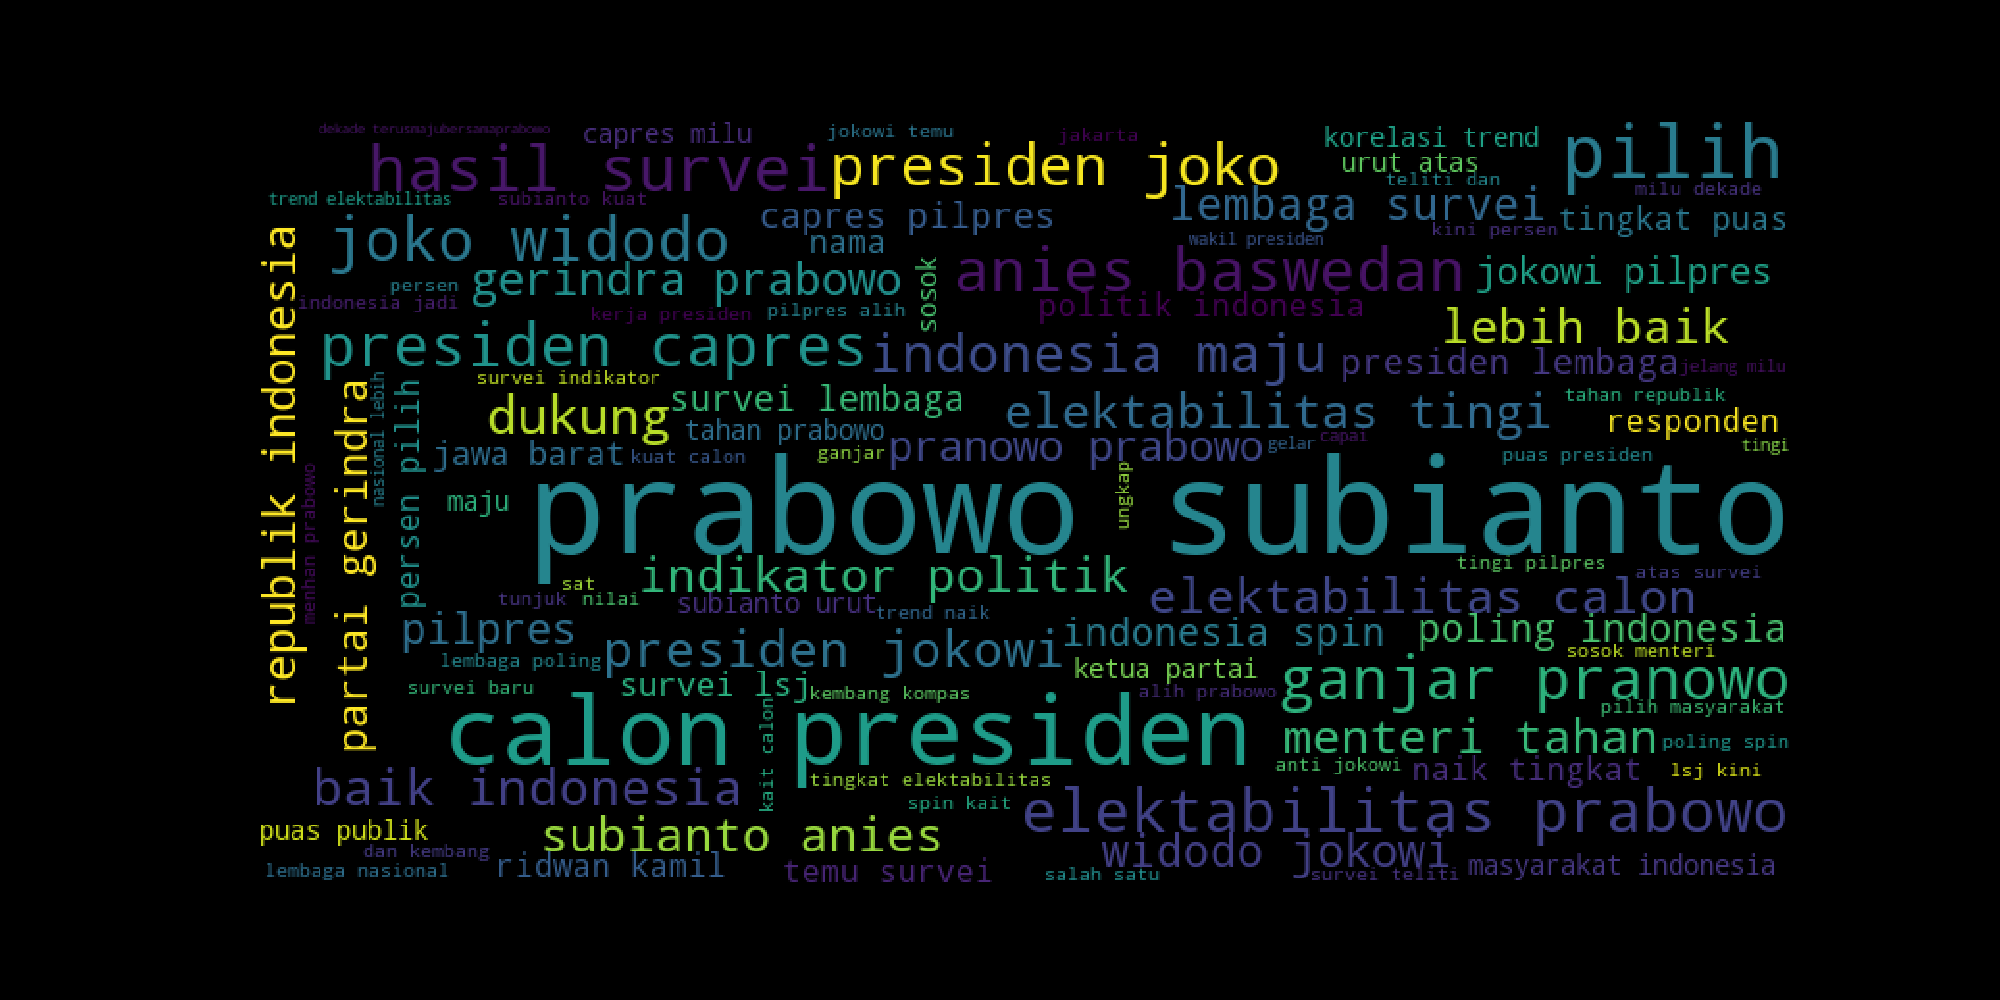 dekade terusmajubersamaprabowo
capres milu
jokowi temu
jakarta
korelasi trend
pilih
hasil survei
presiden joko
urut atas
teliti dan
milu dekade
trend elektabilitas
subianto kuat
lembaga survei
capres pilpres
tingkat puas
kini persen
joko widodo
nama
wakil presiden
republik indonesia
gerindra prabowo
sosok
anies baswedan
jokowi pilpres
persen
indonesia jadi
kerja presiden
pilpres alih
politik indonesia
lebih baik
presiden capres
indonesia maju
presiden lembaga
jelang milu
partai gerindra
nasional lebih
persen pilih
survei indikator
dukung
survei lembaga
elektabilitas tingi
tahan republik
responden
tahan prabowo
pranowo prabowo
gelar
capai
tingi
jawa barat
kuat calon
ganjar
puas presiden
menhan prabowo
maju
prabowo subianto
ungkap
indikator politik
tingi pilpres
atas survei
sat
tunjuk
nilai
subianto urut
trend naik
elektabilitas calon
pilpres
presiden jokowi
indonesia spin
poling indonesia
lembaga poling
ketua partai
sosok menteri
survei baru
survei lsj
kembang kompas
alih prabowo
ganjar pranowo
pilih masyarakat
calon presiden
kait calon
menteri tahan
poling spin
anti jokowi
naik tingkat
lsj kini
baik indonesia
tingkat elektabilitas
spin kait
elektabilitas prabowo
puas publik
subianto anies
dan kembang
widodo jokowi
lembaga nasional
ridwan kamil
temu survei
salah satu
survei teliti
masyarakat indonesia